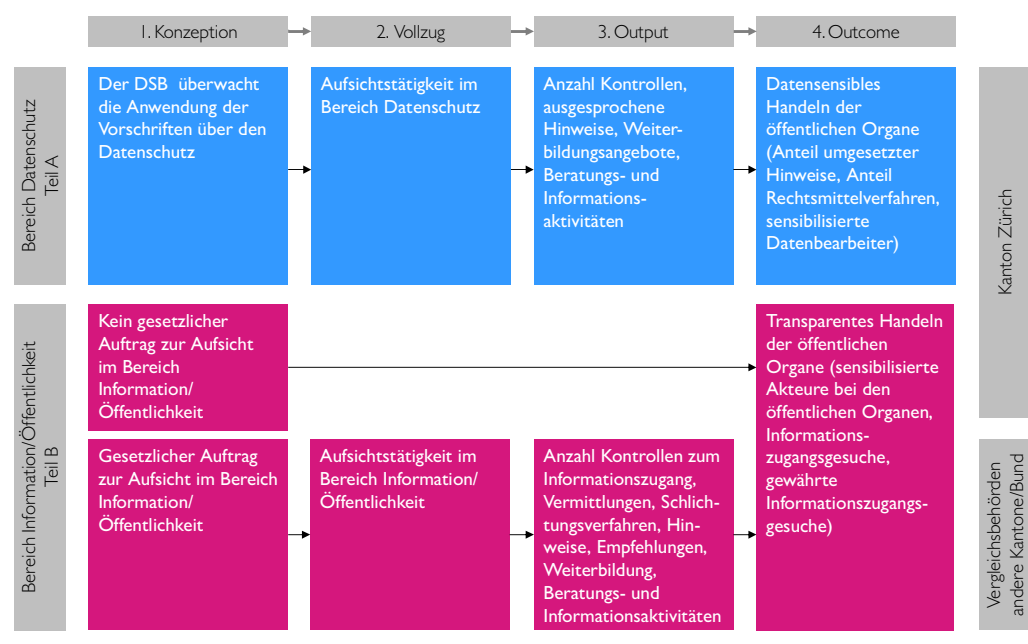 1. Konzeption
2. Vollzug
3. Output
4. Outcome
Bereich Datenschutz
Teil A
Der DSB überwacht
die Anwendung der
Vorschriften über den
Datenschutz
Aufsichtstätigkeit im
Bereich Datenschutz
Anzahl Kontrollen,
ausgesprochene
Hinweise, Weiter-
bildungsangebote,
Beratungs- und
Informations-
aktivitäten
Datensensibles
Handeln der
öffentlichen Organe
(Anteil umgesetzter
Hinweise, Anteil
Rechtsmittelverfahren,
sensibilisierte
Datenbearbeiter)
Kanton Zürich
Bereich Information/Öffentlichkeit
Teil B
Kein gesetzlicher
Auftrag zur Aufsicht
im Bereich
Information/
Öffentlichkeit
Transparentes Handeln
der öffentlichen
Organe (sensibilisierte
Akteure bei den
öffentlichen Organen,
Informations-
zugangsgesuche,
gewährte
Informationszugangs-
gesuche)
Gesetzlicher Auftrag
zur Aufsicht im Bereich
Information/
Öffentlichkeit
Aufsichtstätigkeit im
Bereich Information/
Öffentlichkeit
Anzahl Kontrollen zum
Informationszugang,
Vermittlungen, Schlich-
tungsverfahren, Hin-
weise, Empfehlungen,
Weiterbildung,
Beratungs- und
Informationsaktivitäten
Vergleichsbehörden
andere Kantone/Bund